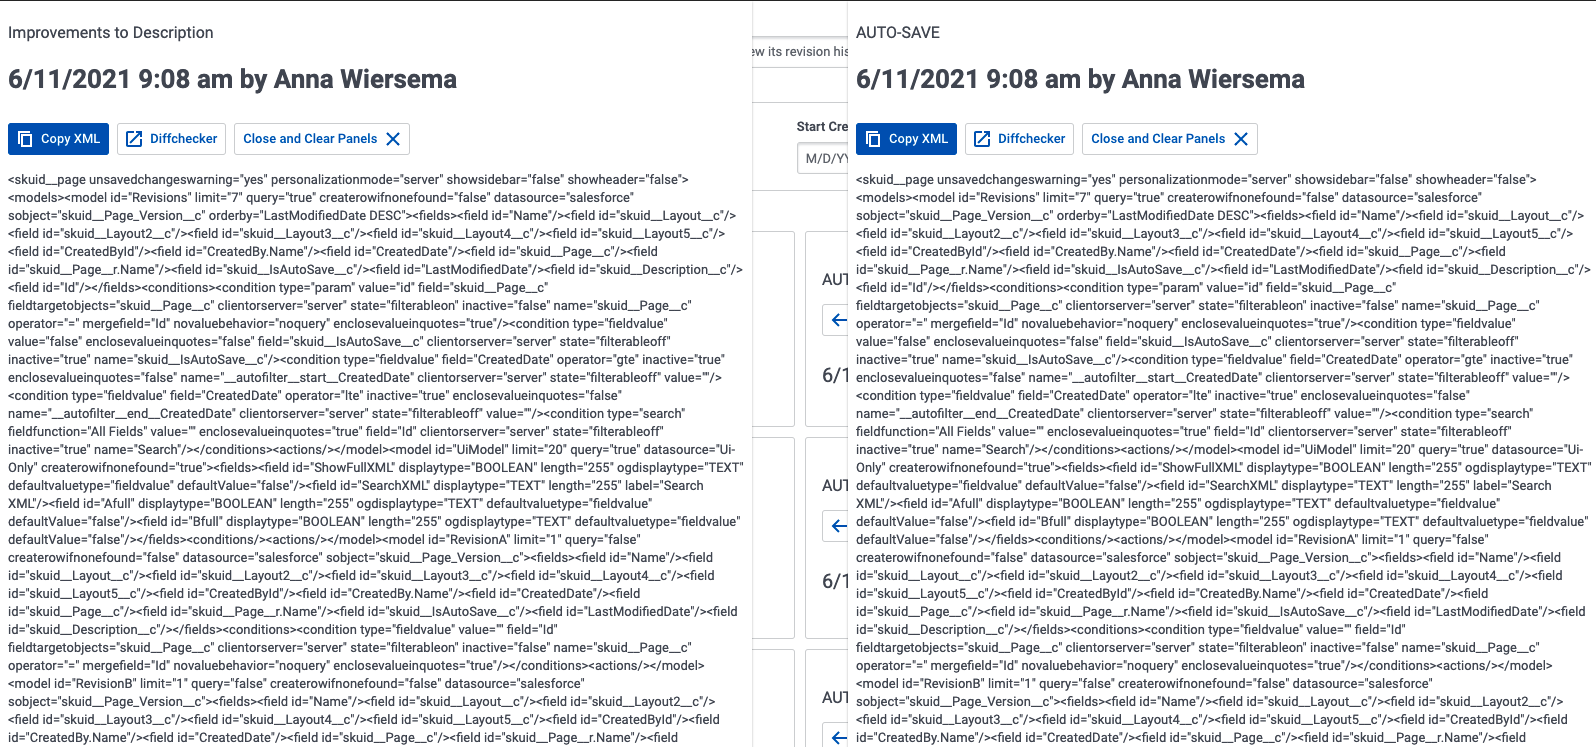 Improvements to Description
6/11/2021 9:08 am by Anna Wiersema
Copy XML
Diffchecker
Close and Clear Panels
<skuid__page unsavedchangeswarning="yes" personalizationmode="server" showsidebar="false" showheader="false">
<models><model id="Revisions" limit="7" query="true" createrowifnonefound="false" datasource="salesforce"
sobject="skuid__Page_Version__c" orderby="LastModifiedDate DESC"><fields><field id="Name"/><field id="skuid__Layout__c"/>
<field id="skuid__Layout2__c"/><field id="skuid__Layout3__c"/><field id="skuid__Layout4__c"/><field id="skuid__Layout5__c"/>
<field id="CreatedById"/><field id="CreatedBy.Name"/><field id="CreatedDate"/><field id="skuid__Page__c"/><field
id="skuid__Page__r.Name"/><field id="skuid__IsAutoSave__c"/><field id="LastModifiedDate"/><field id="skuid__Description__c"/>
<field id="Id"/></fields><conditions><condition type="param" value="id" field="skuid__Page__c"
fieldtargetobjects="skuid__Page__c" clientorserver="server" state="filterableon" inactive="false" name="skuid__Page__c"
operator="=" mergefield="Id" novaluebehavior="noquery" enclosevalueinquotes="true"/><condition type="fieldvalue"
value="false" enclosevalueinquotes="false" field="skuid__IsAutoSave__c" clientorserver="server" state="filterableoff"
inactive="true" name="skuid__IsAutoSave__c"/><condition type="fieldvalue" field="CreatedDate" operator="gte" inactive="true"
enclosevalueinquotes="false" name="__autofilter__start__CreatedDate" clientorserver="server" state="filterableoff" value=""/>
<condition type="fieldvalue" field="CreatedDate" operator="lte" inactive="true" enclosevalueinquotes="false"
name="__autofilter__end__CreatedDate" clientorserver="server" state="filterableoff" value=""/><condition type="search"
fieldfunction="All Fields" value="" enclosevalueinquotes="true" field="Id" clientorserver="server" state="filterableoff"
inactive="true" name="Search"/></conditions><actions/></model><model id="UiModel" limit="20" query="true" datasource="Ui-
Only" createrowifnonefound="true"><fields><field id="ShowFullXML" displaytype="BOOLEAN" length="255" ogdisplaytype="TEXT"
defaultvaluetype="fieldvalue" defaultValue="false"/><field id="SearchXML" displaytype="TEXT" length="255" label="Search
XML"/><field id="Afull" displaytype="BOOLEAN" length="255" ogdisplaytype="TEXT" defaultvaluetype="fieldvalue"
defaultValue="false"/><field id="Bfull" displaytype="BOOLEAN" length="255" ogdisplaytype="TEXT" defaultvaluetype="fieldvalue"
defaultValue="false"/></fields><conditions/><actions/></model><model id="RevisionA" limit="1" query="false"
createrowifnonefound="false" datasource="salesforce" sobject="skuid__Page_Version__c"><fields><field id="Name"/><field
id="skuid__Layout__c"/><field id="skuid__Layout2__c"/><field id="skuid__Layout3__c"/><field id="skuid__Layout4__c"/><field
id="skuid__Layout5__c"/><field id="CreatedById"/><field id="CreatedBy.Name"/><field id="CreatedDate"/><field
id="skuid__Page__c"/><field id="skuid__Page__r.Name"/><field id="skuid__IsAutoSave__c"/><field id="LastModifiedDate"/><field
id="skuid__Description__c"/></fields><conditions><condition type="fieldvalue" value="" field="Id"
fieldtargetobjects="skuid__Page__c" clientorserver="server" state="filterableon" inactive="false" name="skuid__Page__c"
operator="=" mergefield="Id" novaluebehavior="noquery" enclosevalueinquotes="true"/></conditions><actions/></model>
<model id="RevisionB" limit="1" query="false" createrowifnonefound="false" datasource="salesforce"
sobject="skuid__Page_Version__c"><fields><field id="Name"/><field id="skuid__Layout__c"/><field id="skuid__Layout2__c"/>
<field id="skuid__Layout3__c"/><field id="skuid__Layout4__c"/><field id="skuid__Layout5__c"/><field id="CreatedById"/><field
id="CreatedBy.Name"/><field id="CreatedDate"/><field id="skuid__Page__c"/><field id="skuid__Page__r.Name"/><field
ew its revision his
Start Cre
M/D/YY
AUT
6/1
AUT
6/1
AUT
AUTO-SAVE
6/11/2021 9:08 am by Anna Wiersema
Copy XML
Diffchecker
Close and Clear Panels
<skuid__page unsavedchangeswarning="yes" personalizationmode="server" showsidebar="false" showheader="false">
<models><model id="Revisions" limit="7" query="true" createrowifnonefound="false" datasource="salesforce"
sobject="skuid__Page_Version__c" orderby="LastModifiedDate DESC"><fields><field id="Name"/><field id="skuid__Layout__c"/>
<field id="skuid__Layout2__c"/><field id="skuid__Layout3__c"/><field id="skuid__Layout4__c"/><field id="skuid__Layout5__c"/>
<field id="CreatedById"/><field id="CreatedBy.Name"/><field id="CreatedDate"/><field id="skuid__Page__c"/><field
id="skuid__Page__r.Name"/><field id="skuid__IsAutoSave__c"/><field id="LastModifiedDate"/><field id="skuid__Description__c"/>
<field id="Id"/></fields><conditions><condition type="param" value="id" field="skuid__Page__c"
fieldtargetobjects="skuid__Page__c" clientorserver="server" state="filterableon" inactive="false" name="skuid__Page__c"
operator="=" mergefield="Id" novaluebehavior="noquery" enclosevalueinquotes="true"/><condition type="fieldvalue"
value="false" enclosevalueinquotes="false" field="skuid__IsAutoSave__c" clientorserver="server" state="filterableoff"
inactive="true" name="skuid__IsAutoSave__c"/><condition type="fieldvalue" field="CreatedDate" operator="gte" inactive="true"
enclosevalueinquotes="false" name="__autofilter__start__CreatedDate" clientorserver="server" state="filterableoff" value=""/>
<condition type="fieldvalue" field="CreatedDate" operator="lte" inactive="true" enclosevalueinquotes="false"
name="__autofilter__end__CreatedDate" clientorserver="server" state="filterableoff" value=""/><condition type="search"
fieldfunction="All Fields" value="" enclosevalueinquotes="true" field="Id" clientorserver="server" state="filterableoff"
inactive="true" name="Search"/></conditions><actions/></model><model id="UiModel" limit="20" query="true" datasource="Ui-
Only" createrowifnonefound="true"><fields><field id="ShowFullXML" displaytype="BOOLEAN" length="255" ogdisplaytype="TEXT"
defaultvaluetype="fieldvalue" defaultValue="false"/><field id="SearchXML" displaytype="TEXT" length="255" label="Search
XML"/><field id="Afull" displaytype="BOOLEAN" length="255" ogdisplaytype="TEXT" defaultvaluetype="fieldvalue"
defaultValue="false"/><field id="Bfull" displaytype="BOOLEAN" length="255" ogdisplaytype="TEXT" defaultvaluetype="fieldvalue"
defaultValue="false"/></fields><conditions/><actions/></model><model id="RevisionA" limit="1" query="false"
createrowifnonefound="false" datasource="salesforce" sobject="skuid__Page_Version__c"><fields><field id="Name"/><field
id="skuid__Layout__c"/><field id="skuid__Layout2__c"/><field id="skuid__Layout3__c"/><field id="skuid__Layout4__c"/><field
id="skuid__Layout5__c"/><field id="CreatedById"/><field id="CreatedBy.Name"/><field id="CreatedDate"/><field
id="skuid__Page__c"/><field id="skuid__Page__r.Name"/><field id="skuid__IsAutoSave__c"/><field id="LastModifiedDate"/><field
id="skuid__Description__c"/></fields><conditions><condition type="fieldvalue" value="" field="Id"
fieldtargetobjects="skuid__Page__c" clientorserver="server" state="filterableon" inactive="false" name="skuid__Page__c"
operator="=" mergefield="Id" novaluebehavior="noquery" enclosevalueinquotes="true"/></conditions><actions/></model>
<model id="RevisionB" limit="1" query="false" createrowifnonefound="false" datasource="salesforce"
sobject="skuid__Page_Version__c"><fields><field id="Name"/><field id="skuid__Layout__c"/><field id="skuid__Layout2__c"/>
<field id="skuid__Layout3__c"/><field id="skuid__Layout4__c"/><field id="skuid__Layout5__c"/><field id="CreatedById"/><field
id="CreatedBy.Name"/><field id="CreatedDate"/><field id="skuid__Page__c"/><field id="skuid__Page__r.Name"/><field